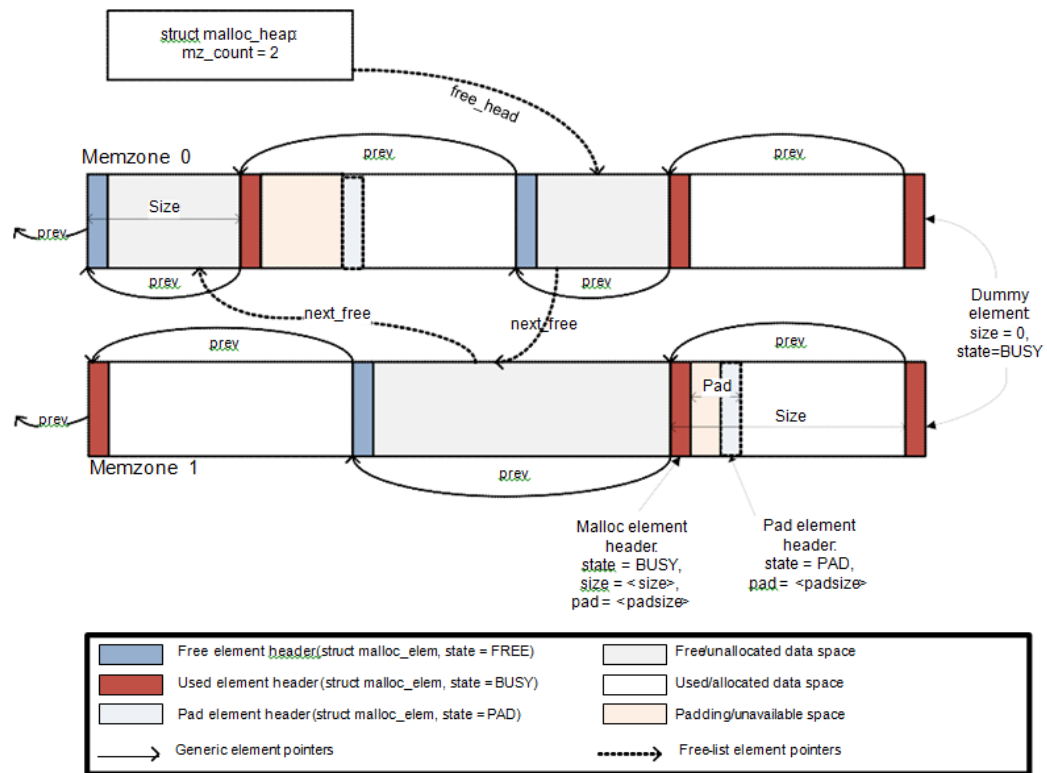 struct malloc_heap:
mz_count = 2
free_head
Memzone 0
prev
prev
Size
prev
prev
prev
next_free
next_free
Dummy
element:
size = 0,
state=BUSY
prev
prev
Pad
Size
prev
Memzone 1
prev
Malloc element
header:
state = BUSY,
size = <size>,
pad = <padsize>
Pad element
header:
state = PAD,
pad = <padsize>
Free element header(struct malloc_elem, state = FREE)
Free/unallocated data space
Used element header(struct malloc_elem, state = BUSY)
Used/allocated data space
Pad element header(struct malloc_elem, state = PAD)
Padding/unavailable space
Generic element pointers
Free-list element pointers